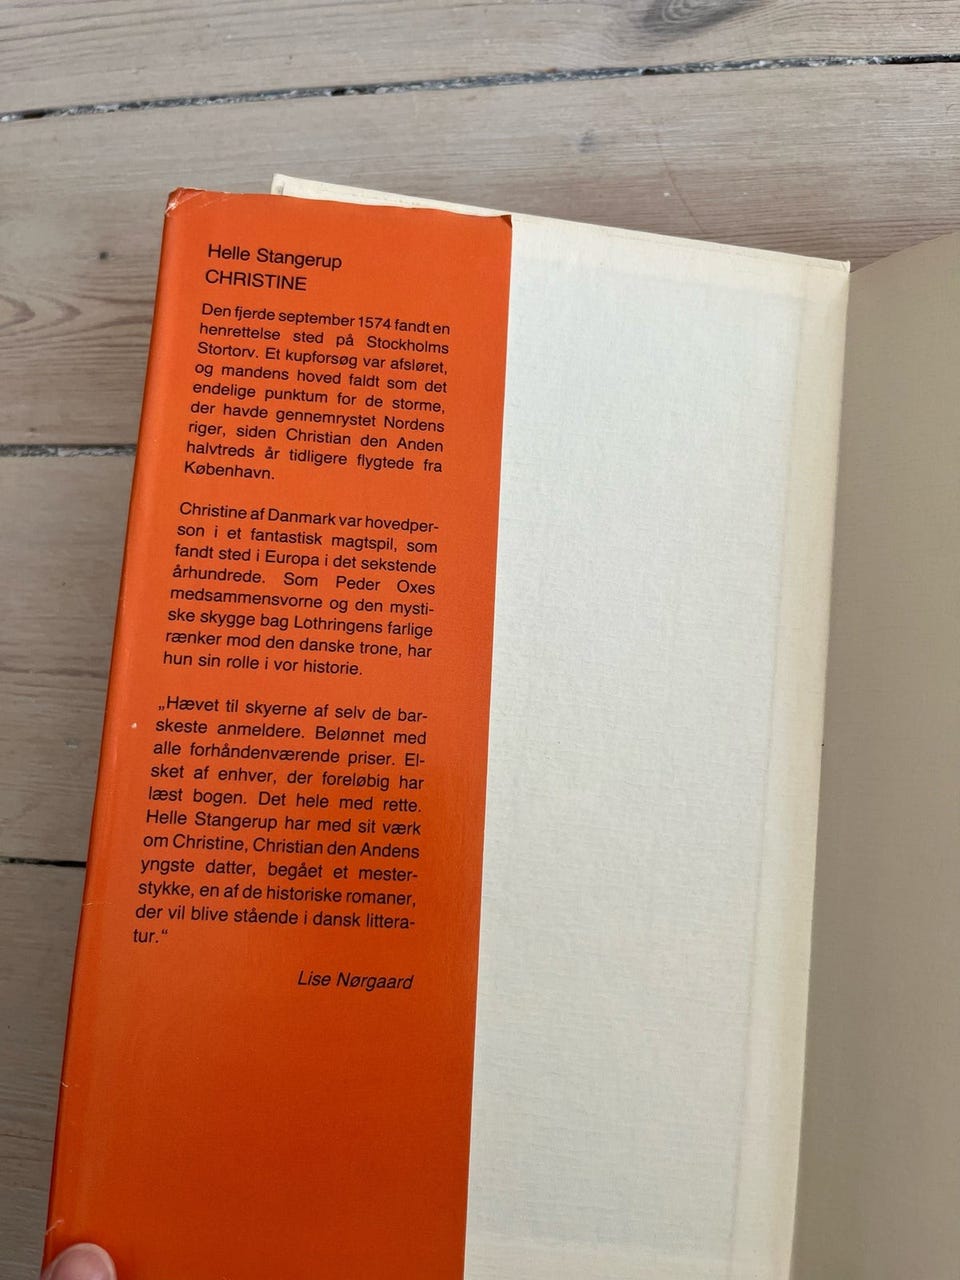 Helle Stangerup
CHRISTINE
Den fjerde september 1574 fandt en
henrettelse sted på Stockholms
Stortorv. Et kupforsøg var afsløret,
og mandens hoved faldt som det
endelige punktum for de storme,
der havde gennemrystet Nordens
riger, siden Christian den Anden
halvtreds år tidligere flygtede fra
København.
Christine af Danmark var hovedper-
son i et fantastisk magtspil, som
fandt sted i Europa i det sekstende
århundrede. Som Peder Oxes
medsammensvorne og den mysti-
ske skygge bag Lothringens farlige
rænker mod den danske trone, har
hun sin rolle i vor historie.
„Hævet til skyerne af selv de bar-
skeste anmeldere. Belønnet med
alle forhåndenværende priser. El-
sket af enhver, der foreløbig har
læst bogen. Det hele med rette.
Helle Stangerup har med sit værk
om Christine, Christian den Andens
yngste datter, begået et mester-
stykke, en af de historiske romaner,
der vil blive stående i dansk littera-
tur.“
Lise Nørgaard